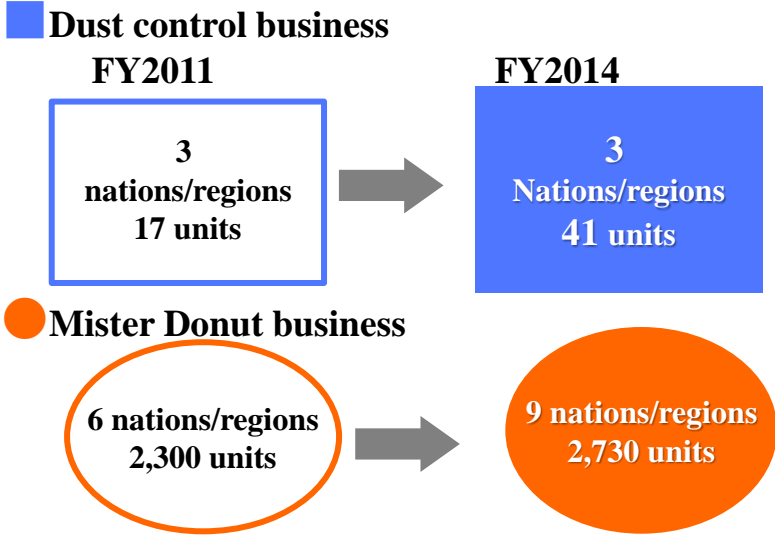 Dust control business
FY2011
FY2014
3
nations/regions
17 units
3
Nations/regions
41 units
Mister Donut business
6 nations/regions
2,300 units
9 nations/regions
2,730 units